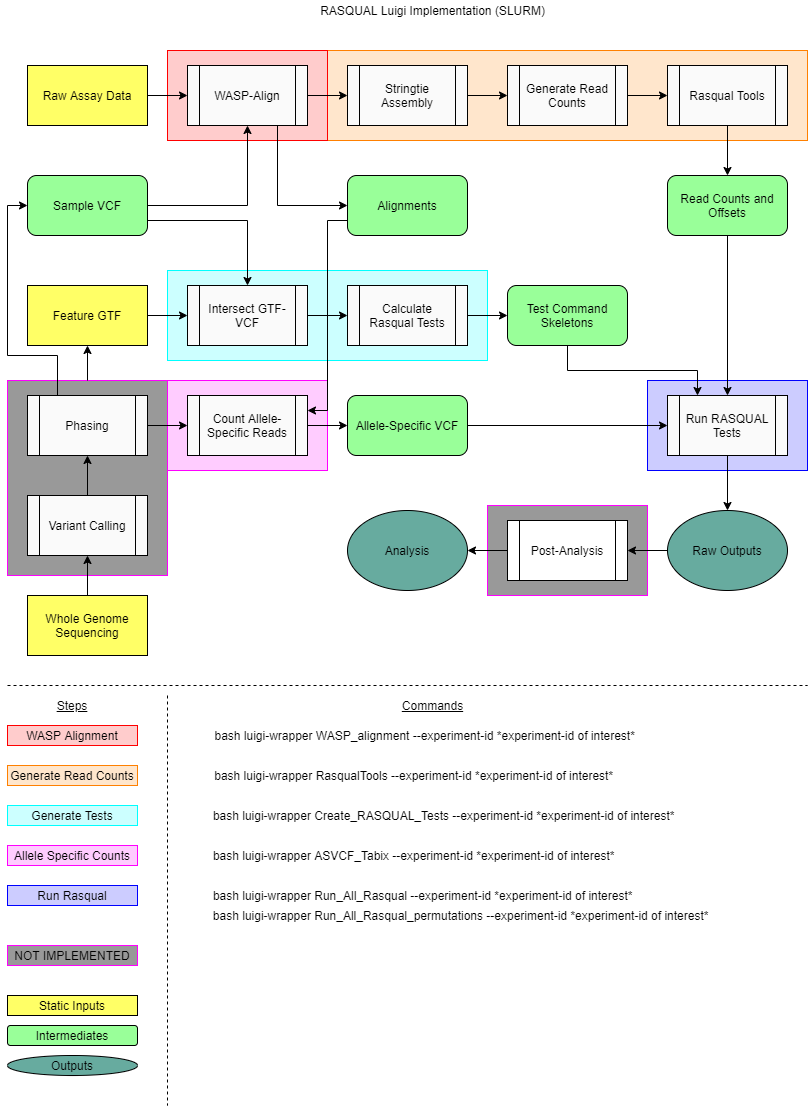 RASQUAL Luigi Implementation (SLURM)
Raw Assay Data
WASP-Align
Stringtie
Assembly
Generate Read
Counts
Rasqual Tools
Sample VCF
Alignments
Read Counts and
Offsets
Feature GTF
Intersect GTF-
VCF
Calculate
Rasqual Tests
Test Command
Skeletons
Phasing
Count Allele-
Specific Reads
Allele-Specific VCF
Run RASQUAL
Tests
Variant Calling
Analysis
Post-Analysis
Raw Outputs
Whole Genome
Sequencing
Steps
Commands
WASP Alignment
bash luigi-wrapper WASP_alignment --experiment-id *experiment-id of interest*
Generate Read Counts
bash luigi-wrapper RasqualTools --experiment-id *experiment-id of interest*
Generate Tests
bash luigi-wrapper Create_RASQUAL_Tests --experiment-id *experiment-id of interest*
Allele Specific Counts
bash luigi-wrapper ASVCF_Tabix --experiment-id *experiment-id of interest*
Run Rasqual
bash luigi-wrapper Run_All_Rasqual --experiment-id *experiment-id of interest*
bash luigi-wrapper Run_All_Rasqual_permutations --experiment-id *experiment-id of interest*
NOT IMPLEMENTED
Static Inputs
Intermediates
Outputs